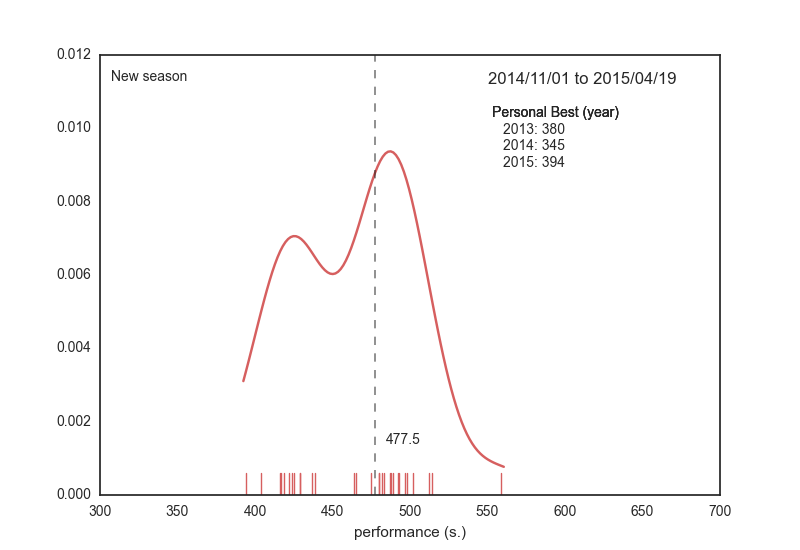 New season
2014/11/01 to 2015/04/19
Personal Best (year)
2013: 380
2014: 345
2015: 394
0.012
0.010
0.008
0.006
0.004
0.002
0.000
477.5
300 350 400 450 500 550 600 650 700
performance (s.)